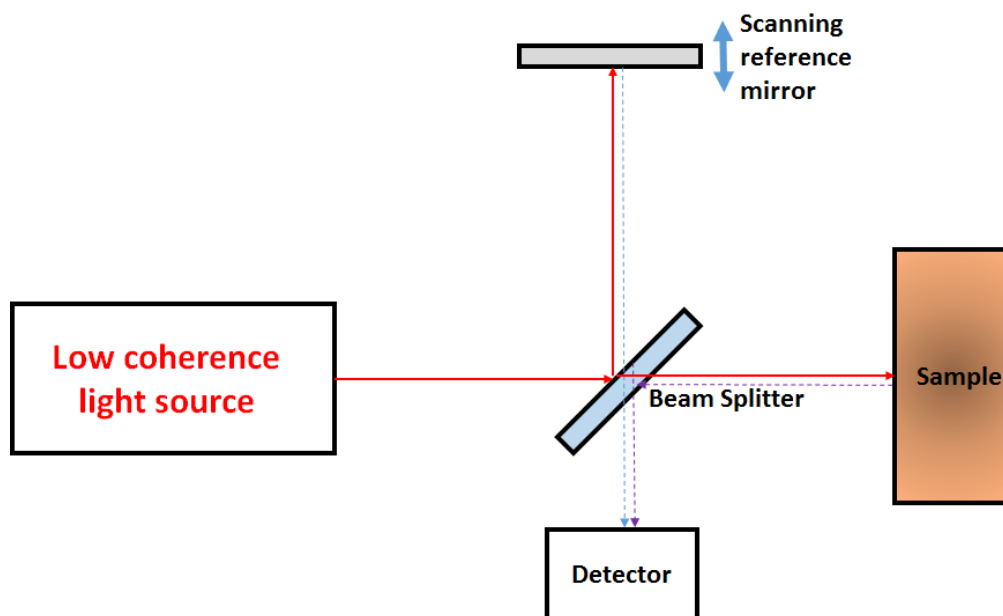 Scanning
reference
mirror
Low coherence
light source
Beam Splitter
Sample
Detector